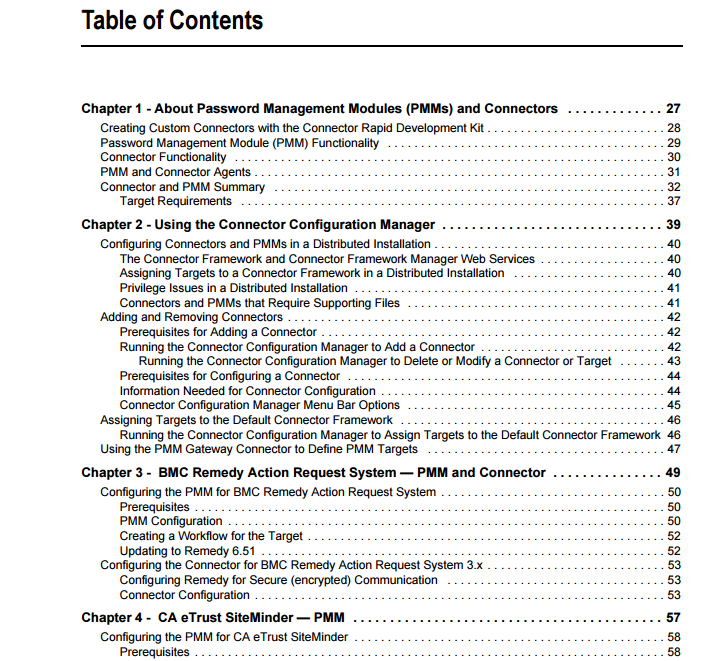 Table of Contents
Chapter 1 - About Password Management Modules (PMMs) and Connectors . . . . . . . . . . . . . 27
Creating Custom Connectors with the Connector Rapid Development Kit . . . . . . . . . . . . . . . . . . . . . . . . . . . 28
Password Management Module (PMM) Functionality . . . . . . . . . . . . . . . . . . . . . . . . . . . . . . . . . . . . . . . . . . 29
Connector Functionality . . . . . . . . . . . . . . . . . . . . . . . . . . . . . . . . . . . . . . . . . . . . . . . . . . . . . . . . . . . . . . . . . 30
PMM and Connector Agents . . . . . . . . . . . . . . . . . . . . . . . . . . . . . . . . . . . . . . . . . . . . . . . . . . . . . . . . . . . . . . 31
Connector and PMM Summary . . . . . . . . . . . . . . . . . . . . . . . . . . . . . . . . . . . . . . . . . . . . . . . . . . . . . . . . . . . 32
Target Requirements . . . . . . . . . . . . . . . . . . . . . . . . . . . . . . . . . . . . . . . . . . . . . . . . . . . . . . . . . . . . . . . . 37
Chapter 2 - Using the Connector Configuration Manager . . . . . . . . . . . . . . . . . . . . . . . . . . . . . . 39
Configuring Connectors and PMMs in a Distributed Installation . . . . . . . . . . . . . . . . . . . . . . . . . . . . . . . . . . . 40
The Connector Framework and Connector Framework Manager Web Services . . . . . . . . . . . . . . . . . . . 40
Assigning Targets to a Connector Framework in a Distributed Installation . . . . . . . . . . . . . . . . . . . . . . . 40
Privilege Issues in a Distributed Installation . . . . . . . . . . . . . . . . . . . . . . . . . . . . . . . . . . . . . . . . . . . . . . . 41
Connectors and PMMs that Require Supporting Files . . . . . . . . . . . . . . . . . . . . . . . . . . . . . . . . . . . . . . . 41
Adding and Removing Connectors . . . . . . . . . . . . . . . . . . . . . . . . . . . . . . . . . . . . . . . . . . . . . . . . . . . . . . . . . 42
Prerequisites for Adding a Connector . . . . . . . . . . . . . . . . . . . . . . . . . . . . . . . . . . . . . . . . . . . . . . . . . . . . 42
Running the Connector Configuration Manager to Add a Connector . . . . . . . . . . . . . . . . . . . . . . . . . . . . 42
Running the Connector Configuration Manager to Delete or Modify a Connector or Target . . . . . . . 43
Prerequisites for Configuring a Connector . . . . . . . . . . . . . . . . . . . . . . . . . . . . . . . . . . . . . . . . . . . . . . . . 44
Information Needed for Connector Configuration . . . . . . . . . . . . . . . . . . . . . . . . . . . . . . . . . . . . . . . . . . . 44
Connector Configuration Manager Menu Bar Options . . . . . . . . . . . . . . . . . . . . . . . . . . . . . . . . . . . . . . . 45
Assigning Targets to the Default Connector Framework . . . . . . . . . . . . . . . . . . . . . . . . . . . . . . . . . . . . . . . . 46
Running the Connector Configuration Manager to Assign Targets to the Default Connector Framework 46
Using the PMM Gateway Connector to Define PMM Targets . . . . . . . . . . . . . . . . . . . . . . . . . . . . . . . . . . . . 47
Chapter 3 - BMC Remedy Action Request System — PMM and Connector . . . . . . . . . . . . . . . 49
Configuring the PMM for BMC Remedy Action Request System . . . . . . . . . . . . . . . . . . . . . . . . . . . . . . . . . . 50
Prerequisites . . . . . . . . . . . . . . . . . . . . . . . . . . . . . . . . . . . . . . . . . . . . . . . . . . . . . . . . . . . . . . . . . . . . . . . 50
PMM Configuration . . . . . . . . . . . . . . . . . . . . . . . . . . . . . . . . . . . . . . . . . . . . . . . . . . . . . . . . . . . . . . . . . . 50
Creating a Workflow for the Target . . . . . . . . . . . . . . . . . . . . . . . . . . . . . . . . . . . . . . . . . . . . . . . . . . . . . . 52
Updating to Remedy 6.51 . . . . . . . . . . . . . . . . . . . . . . . . . . . . . . . . . . . . . . . . . . . . . . . . . . . . . . . . . . . . . 52
Configuring the Connector for BMC Remedy Action Request System 3.x . . . . . . . . . . . . . . . . . . . . . . . . . . . 53
Configuring Remedy for Secure (encrypted) Communication . . . . . . . . . . . . . . . . . . . . . . . . . . . . . . . . . 53
Connector Configuration . . . . . . . . . . . . . . . . . . . . . . . . . . . . . . . . . . . . . . . . . . . . . . . . . . . . . . . . . . . . . . 53
Chapter 4 - CA eTrust SiteMinder — PMM . . . . . . . . . . . . . . . . . . . . . . . . . . . . . . . . . . . . . . . . . . 57
Configuring the PMM for CA eTrust SiteMinder . . . . . . . . . . . . . . . . . . . . . . . . . . . . . . . . . . . . . . . . . . . . . . . 58
Prerequisites . . . . . . . . . . . . . . . . . . . . . . . . . . . . . . . . . . . . . . . . . . . . . . . . . . . . . . . . . . . . . . . . . . . . . . . 58